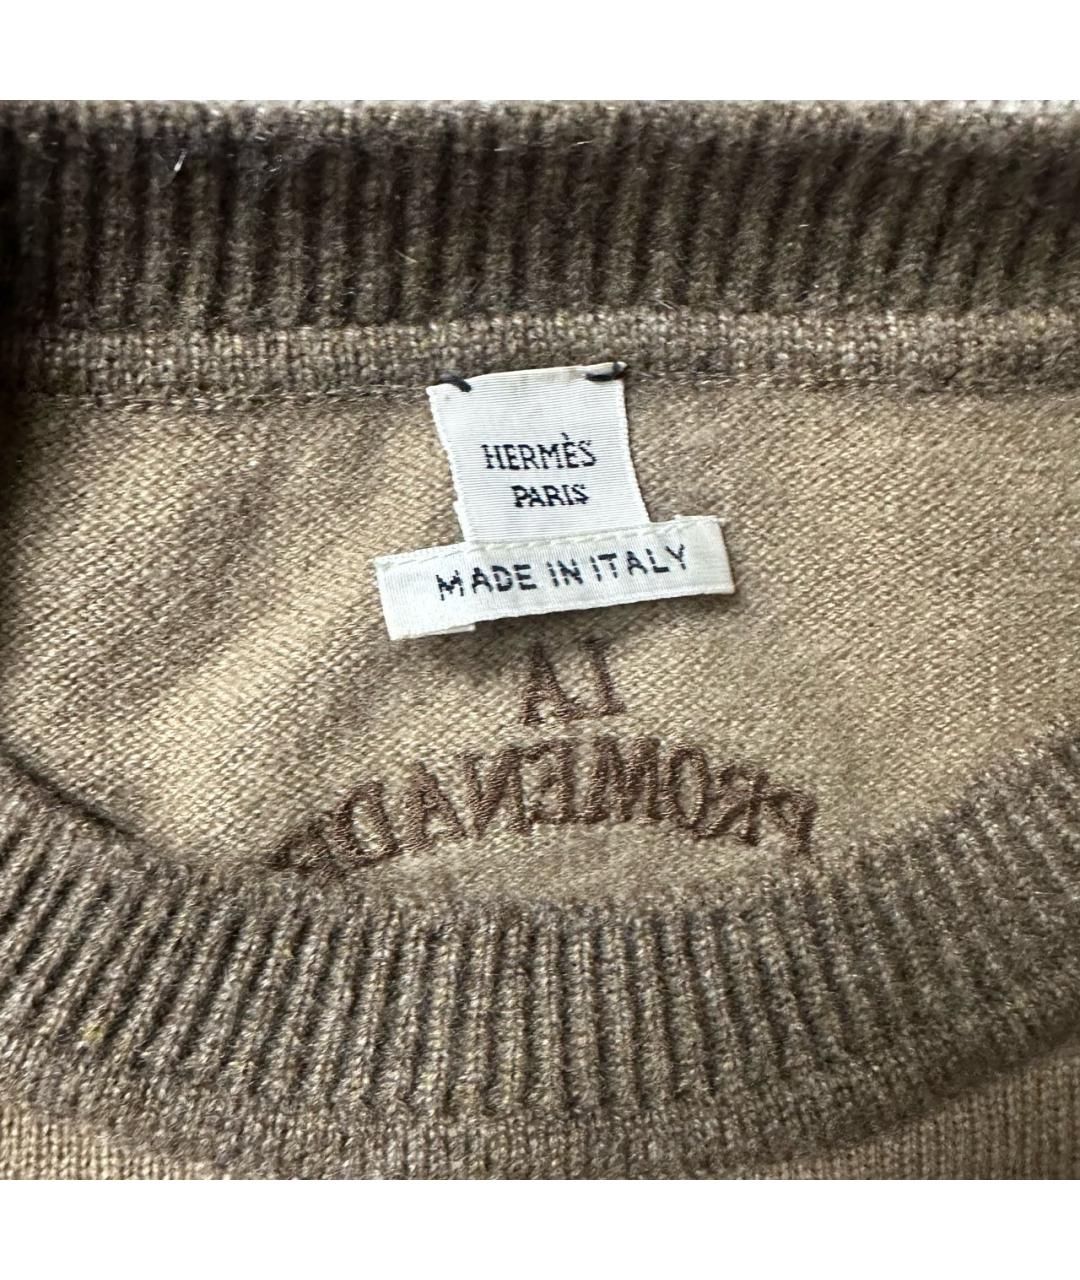 HERMÈS
PARIS
MADE IN ITALY
LA
PROMENADE